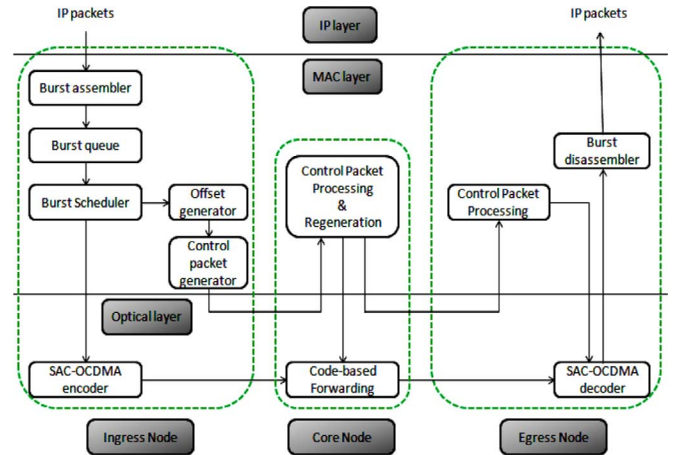 IP packets
IP layer
IP packets
MAC layer
Burst assembler
Burst queue
Burst Scheduler
Offset
generator
Control
packet
generator
Control Packet
Processing
&
Regeneration
Control Packet
Processing
Burst
disassembler
Optical layer
SAC-OCDMA
encoder
Code-based
Forwarding
SAC-OCDMA
decoder
Ingress Node
Core Node
Egress Node